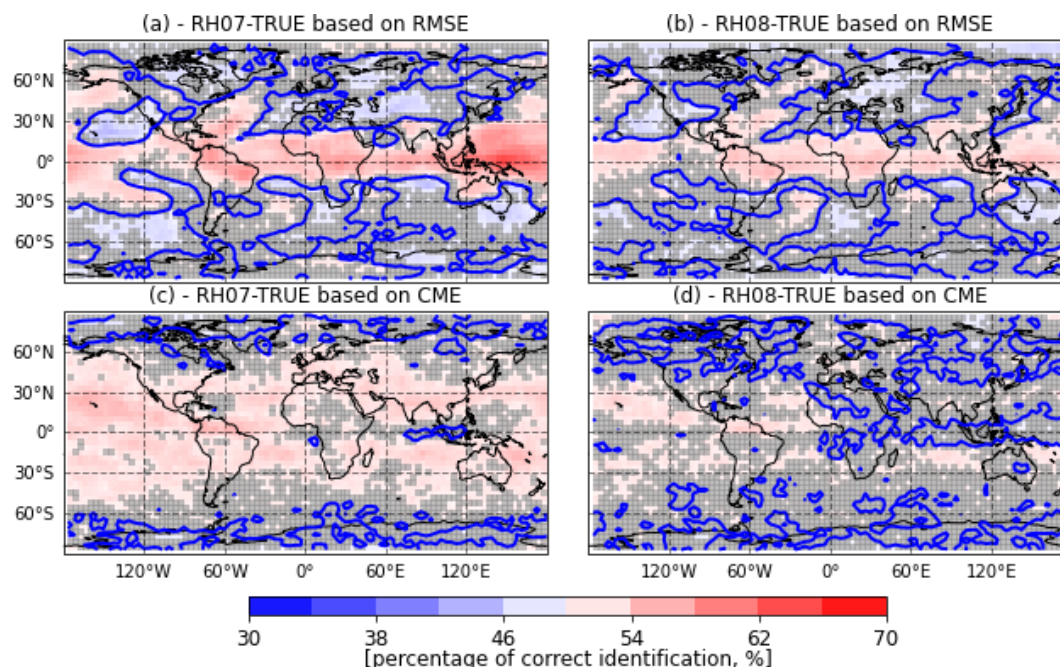 (a) - RH07-TRUE based on RMSE
(b) - RH08-TRUE based on RMSE
60°N
30°N
0°
30°S
60°S
(c) - RH07-TRUE based on CME
(d) - RH08-TRUE based on CME
60°N
30°N
0°
30°S
60°S
120°W 60°W 0° 60°E 120°E
120°W 60°W 0° 60°E 120°E
30 38 46 54 62 70
[percentage of correct identification, %]